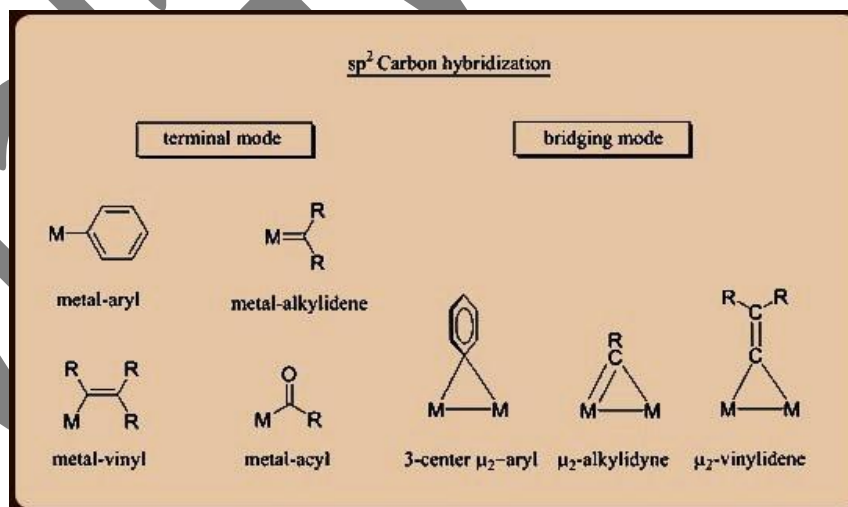 sp² Carbon hybridization
terminal mode
bridging mode
M
R
R
M
metal-aryl
metal-alkylidene
R
R
M
R
O
M
R
metal-vinyl
metal-acyl
M
M
3-center μ₂–aryl
R
C
M
M
μ₂-alkylidyne
R
R
C
C
M
M
μ₂-vinylidene